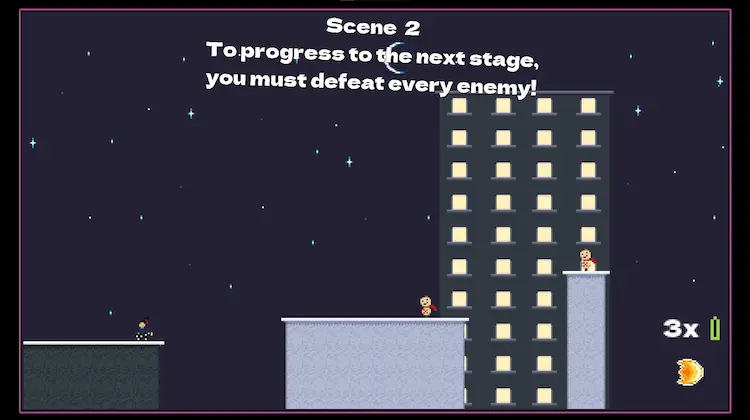 Scene 2
To progress to the next stage,
you must defeat every enemy!
3x